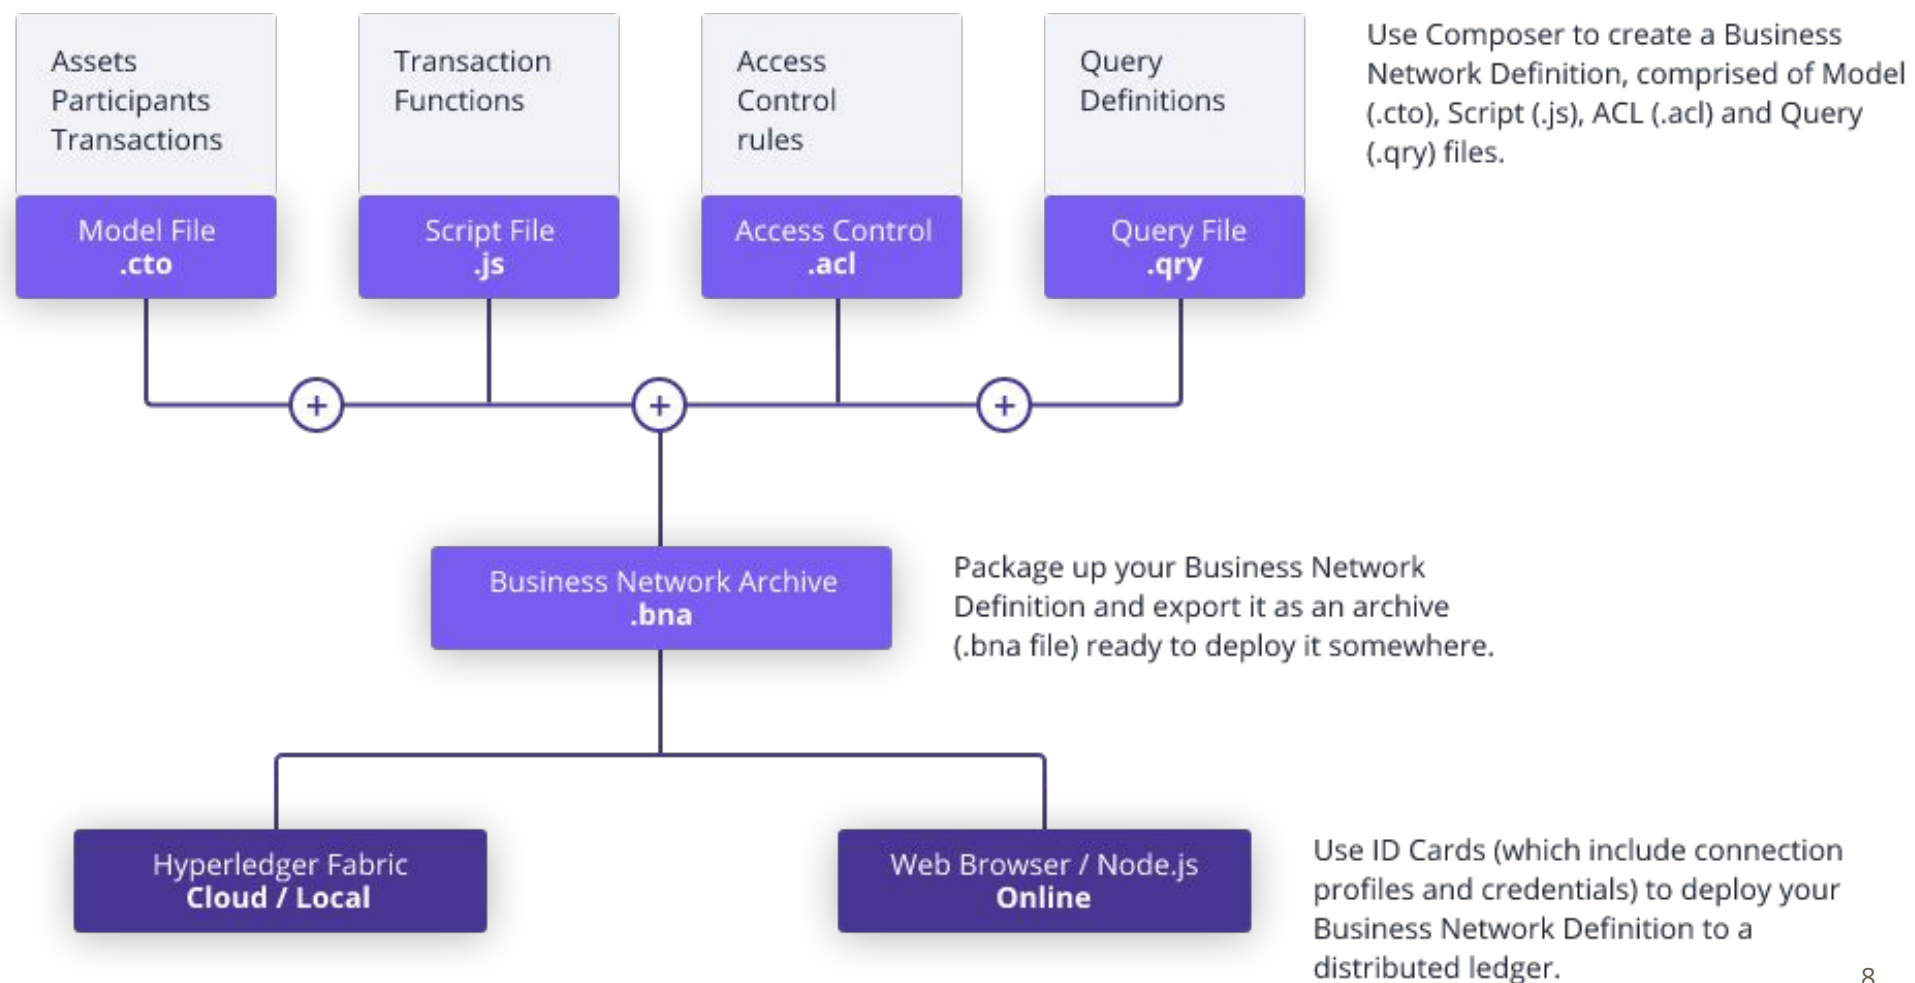 Assets
Participants
Transactions
Model File
.cto
Transaction
Functions
Script File
.js
Access
Control
rules
Access Control
.acl
Query
Definitions
Query File
.qry
Use Composer to create a Business
Network Definition, comprised of Model
(.cto), Script (.js), ACL (.acl) and Query
(.qry) files.
+
+
+
Business Network Archive
.bna
Package up your Business Network
Definition and export it as an archive
(.bna file) ready to deploy it somewhere.
Hyperledger Fabric
Cloud / Local
Web Browser / Node.js
Online
Use ID Cards (which include connection
profiles and credentials) to deploy your
Business Network Definition to a
distributed ledger.
8